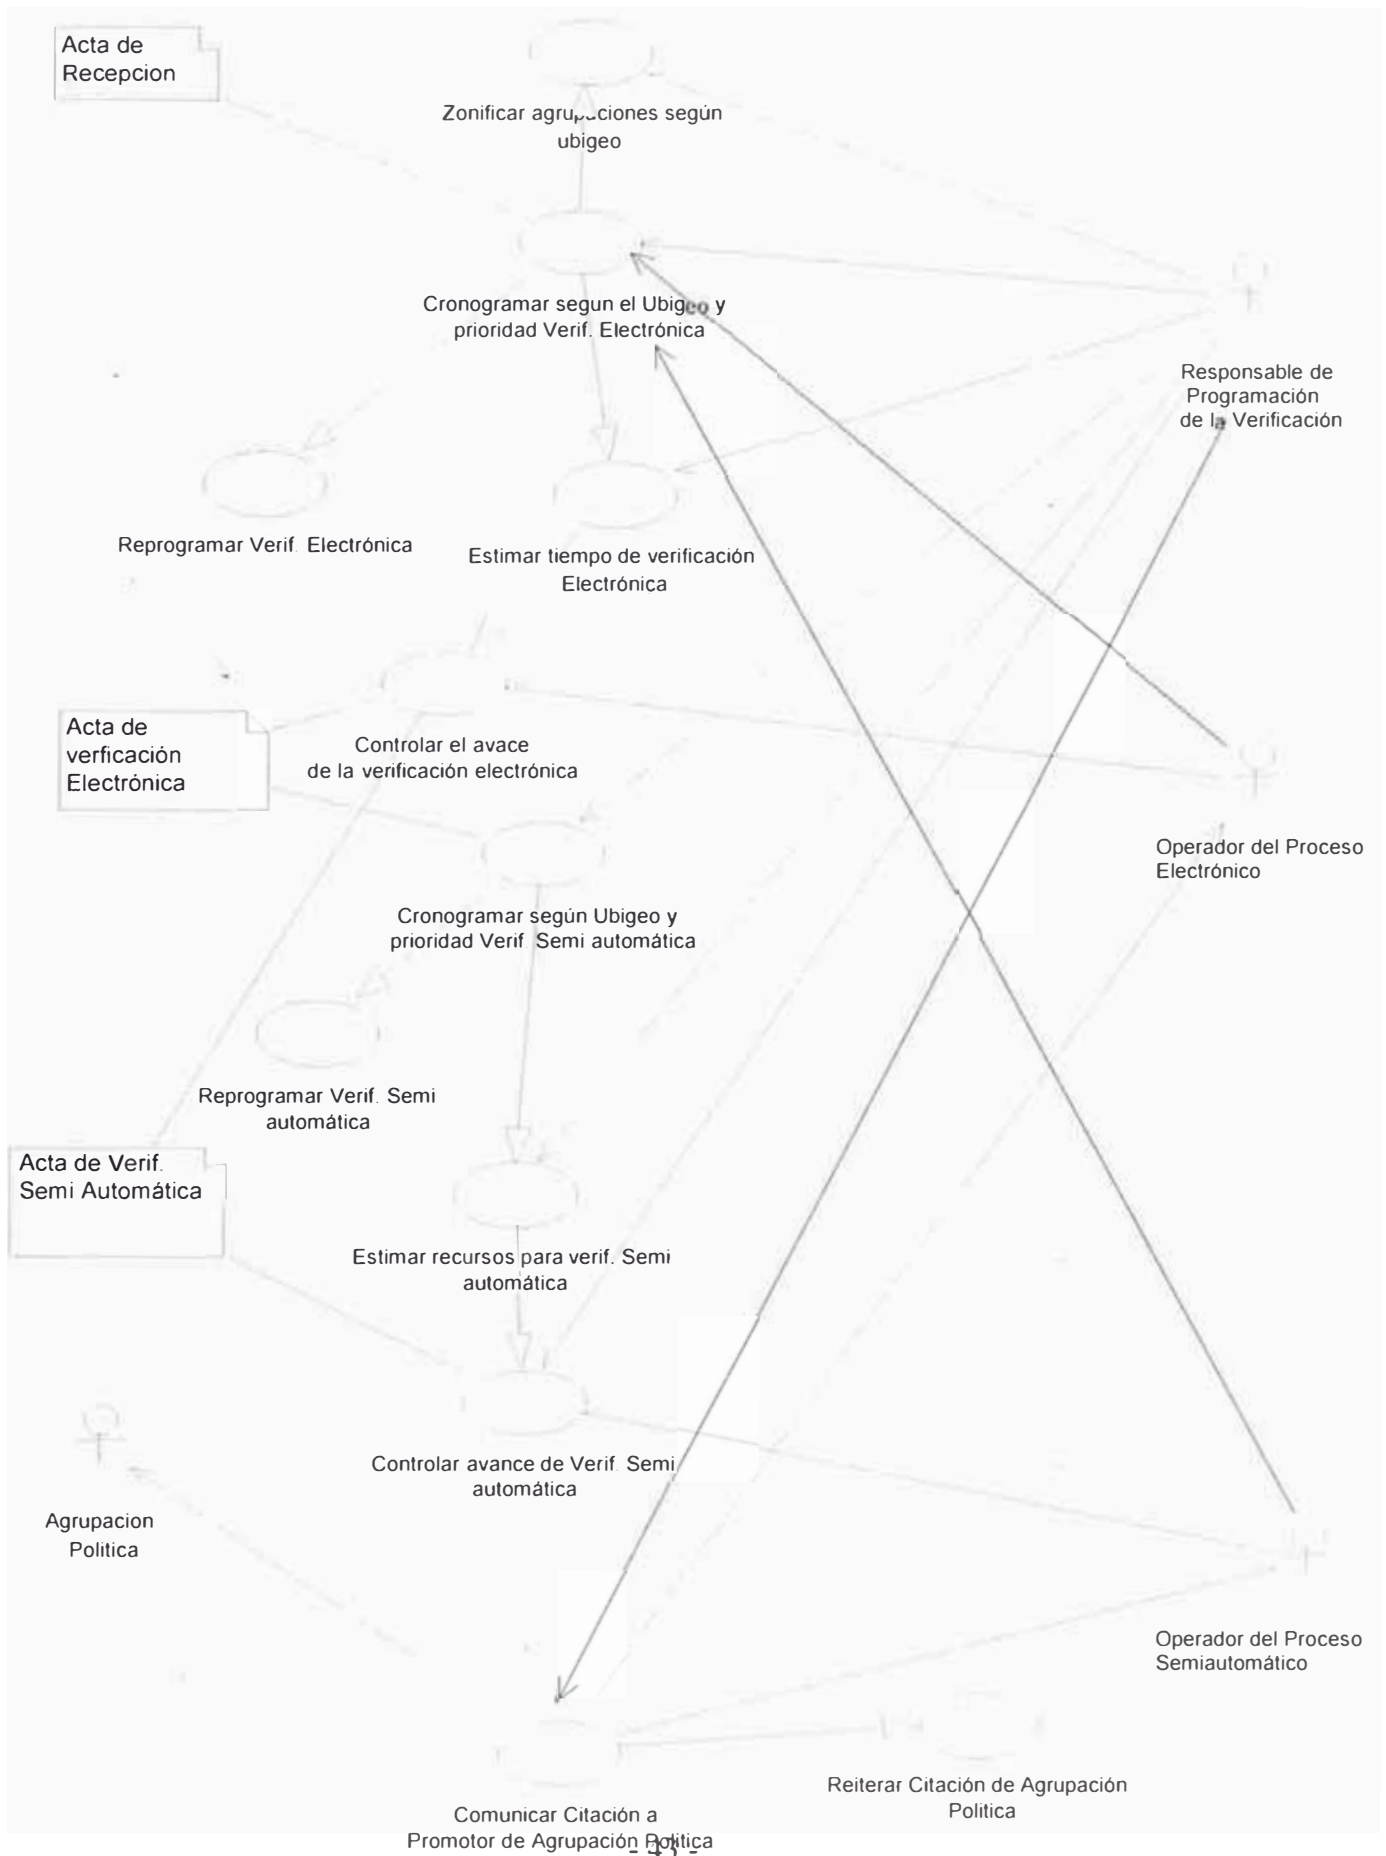 Acta de
Recepcion
Zonificar agrupaciones según
ubigeo
Cronogramar segun el Ubigeo y
prioridad Verif. Electrónica
Responsable de
Programación
de la Verificación
Reprogramar Verif. Electrónica
Estimar tiempo de verificación
Electrónica
Acta de
verficación
Electrónica
Controlar el avace
de la verificación electrónica
Operador del Proceso
Electrónico
Cronogramar según Ubigeo y
prioridad Verif. Semi automática
Reprogramar Verif. Semi
automática
Acta de Verif.
Semi Automática
Estimar recursos para verif. Semi
automática
Controlar avance de Verif. Semi
automática
Agrupacion
Politica
Operador del Proceso
Semiautomático
Reiterar Citación de Agrupación
Politica
Comunicar Citación a
Promotor de Agrupación Politica
- 43 -